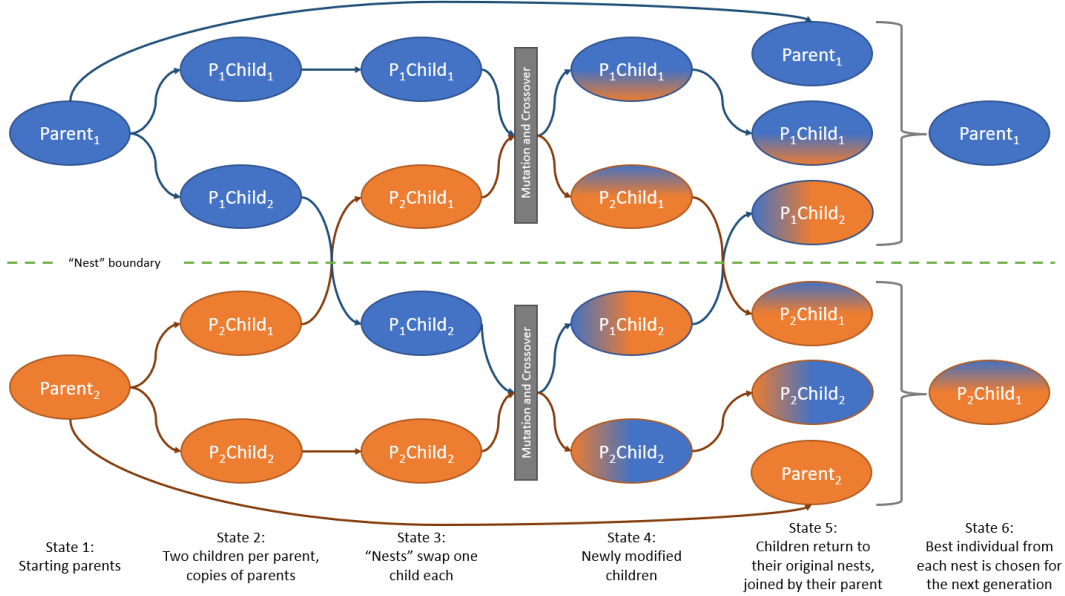 Parent₁
P₁Child₁
P₁Child₁
P₁Child₁
Parent₁
P₁Child₁
Parent₁
P₁Child₂
P₂Child₁
Mutation and Crossover
P₂Child₁
P₁Child₂
"Nest" boundary
P₂Child₁
P₁Child₂
Mutation and Crossover
P₁Child₂
P₂Child₁
Parent₂
P₂Child₂
P₂Child₁
P₂Child₂
P₂Child₂
P₂Child₂
Parent₂
State 1:
Starting parents
State 2:
Two children per parent,
copies of parents
State 3:
"Nests" swap one
child each
State 4:
Newly modified
children
State 5:
Children return to
their original nests,
joined by their parent
State 6:
Best individual from
each nest is chosen for
the next generation